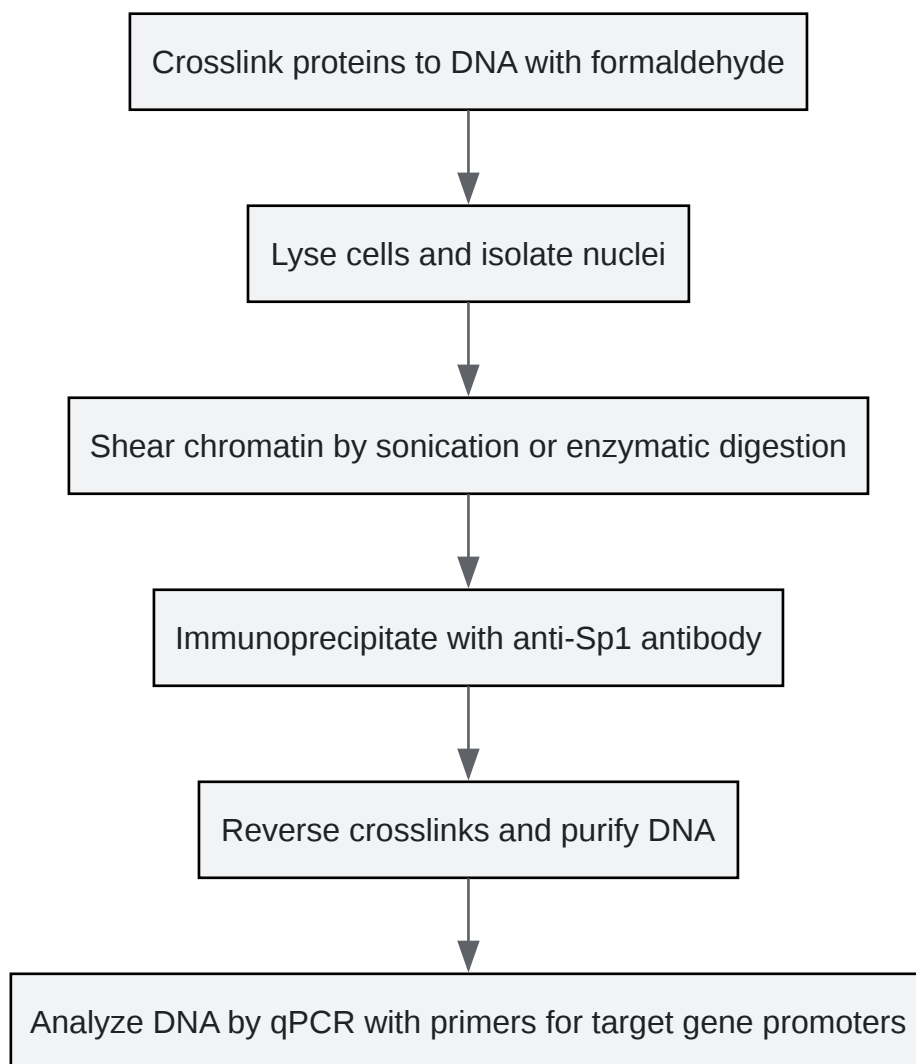 Crosslink proteins to DNA with formaldehyde
Lyse cells and isolate nuclei
Shear chromatin by sonication or enzymatic digestion
Immunoprecipitate with anti-Sp1 antibody
Reverse crosslinks and purify DNA
Analyze DNA by qPCR with primers for target gene promoters